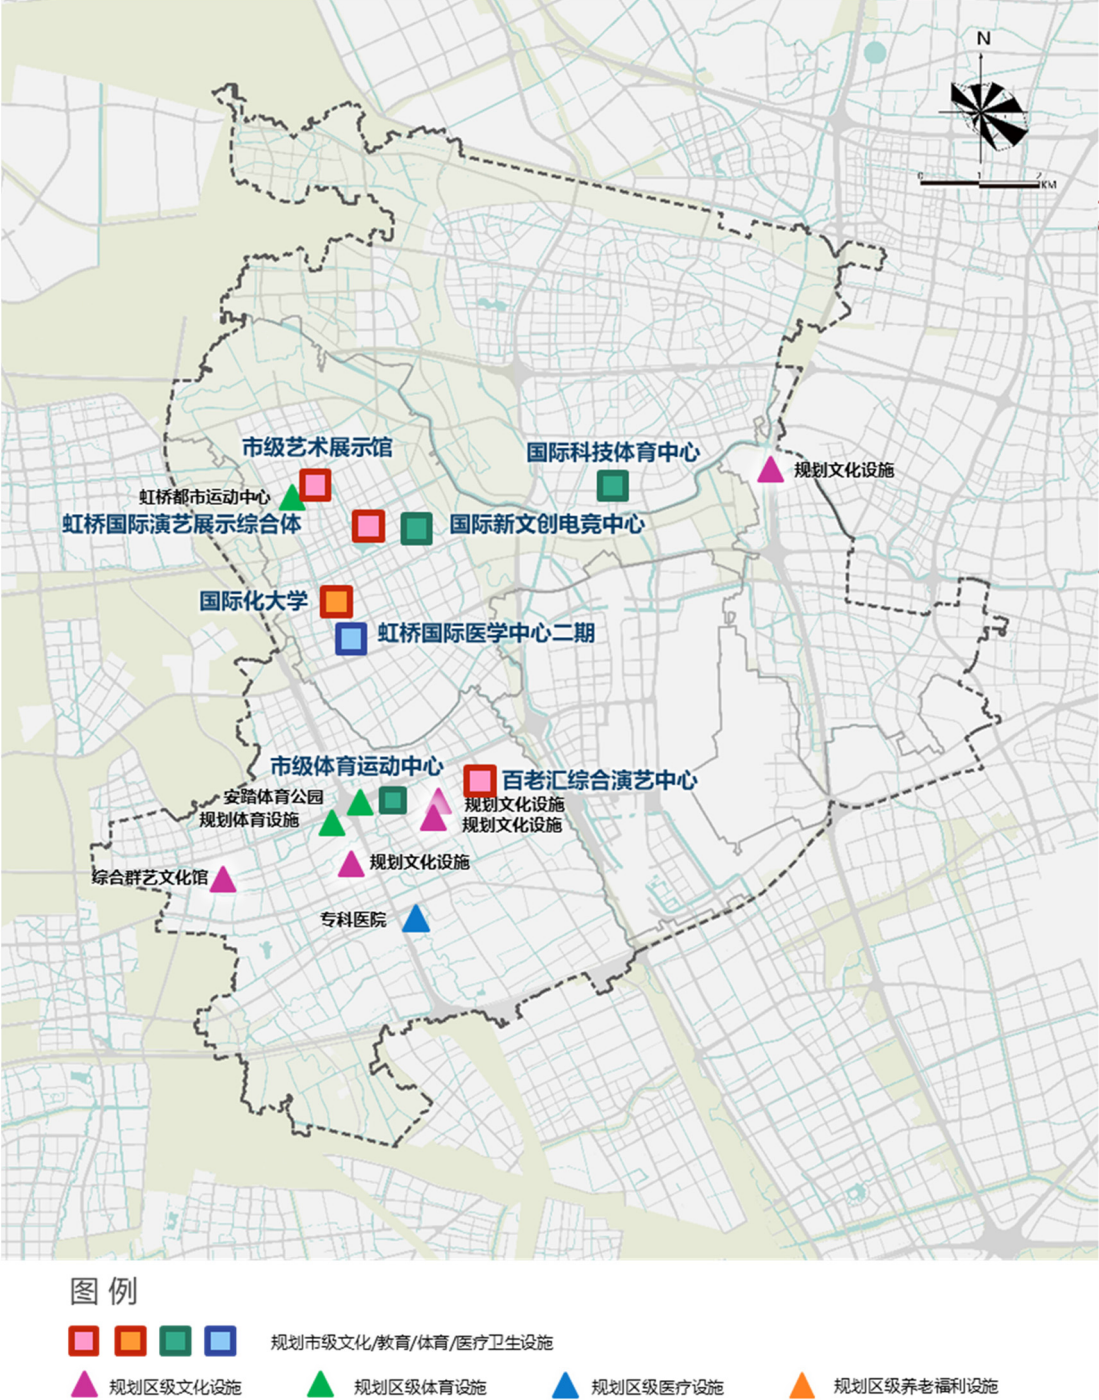 N
0 1 2
KM
市级艺术展示馆
国际科技体育中心
规划文化设施
虹桥都市运动中心
虹桥国际演艺展示综合体
国际新文创电竞中心
国际化大学
虹桥国际医学中心二期
市级体育运动中心
百老汇综合演艺中心
安踏体育公园
规划文化设施
规划体育设施
规划文化设施
规划文化设施
综合群艺文化馆
专科医院
图例
规划市级文化/教育/体育/医疗卫生设施
规划区级文化设施
规划区级体育设施
规划区级医疗设施
规划区级养老福利设施